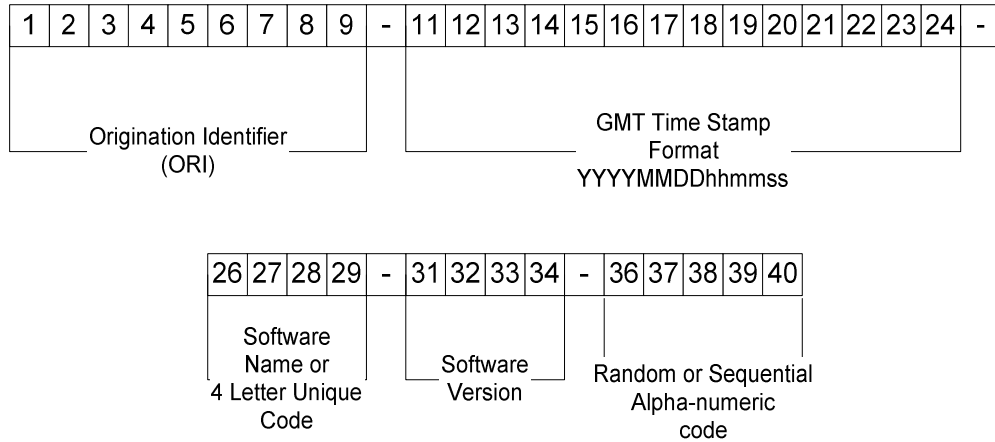 1 2 3 4 5 6 7 8 9 - 11 12 13 14 15 16 17 18 19 20 21 22 23 24 -
Origination Identifier
(ORI)
GMT Time Stamp
Format
YYYYMMDDhhmmss
26 27 28 29 - 31 32 33 34 - 36 37 38 39 40
Software
Name or
4 Letter Unique
Code
Software
Version
Random or Sequential
Alpha-numeric
code